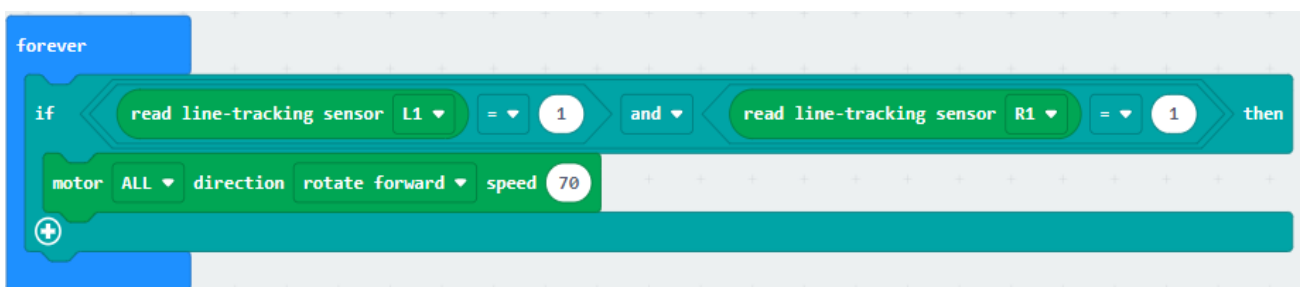 forever
if read line-tracking sensor L1 = 1 and read line-tracking sensor R1 = 1 then
motor ALL direction rotate forward speed 70